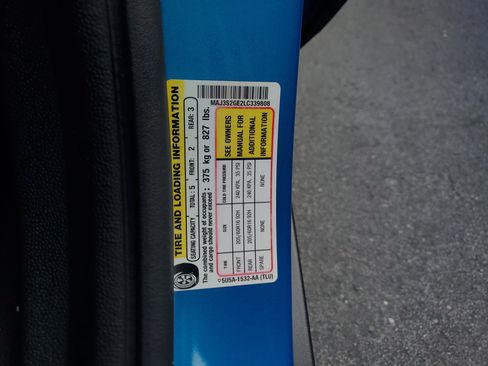 MAJ3S2GE2LC339808
TIRE AND LOADING INFORMATION
SEATING CAPACITY TOTAL: 5 FRONT: 2 REAR: 3
The combined weight of occupants
and cargo should never exceed : 375 kg or 827 lbs.
TIRE SIZE COLD TIRE PRESSURE
FRONT 205/60R16 92H 240 KPA, 35 PSI
REAR 205/60R16 92H 240 KPA, 35 PSI
SPARE NONE NONE
SEE OWNERS
MANUAL FOR
ADDITIONAL
INFORMATION
5U5A-1532-AA (TLU)